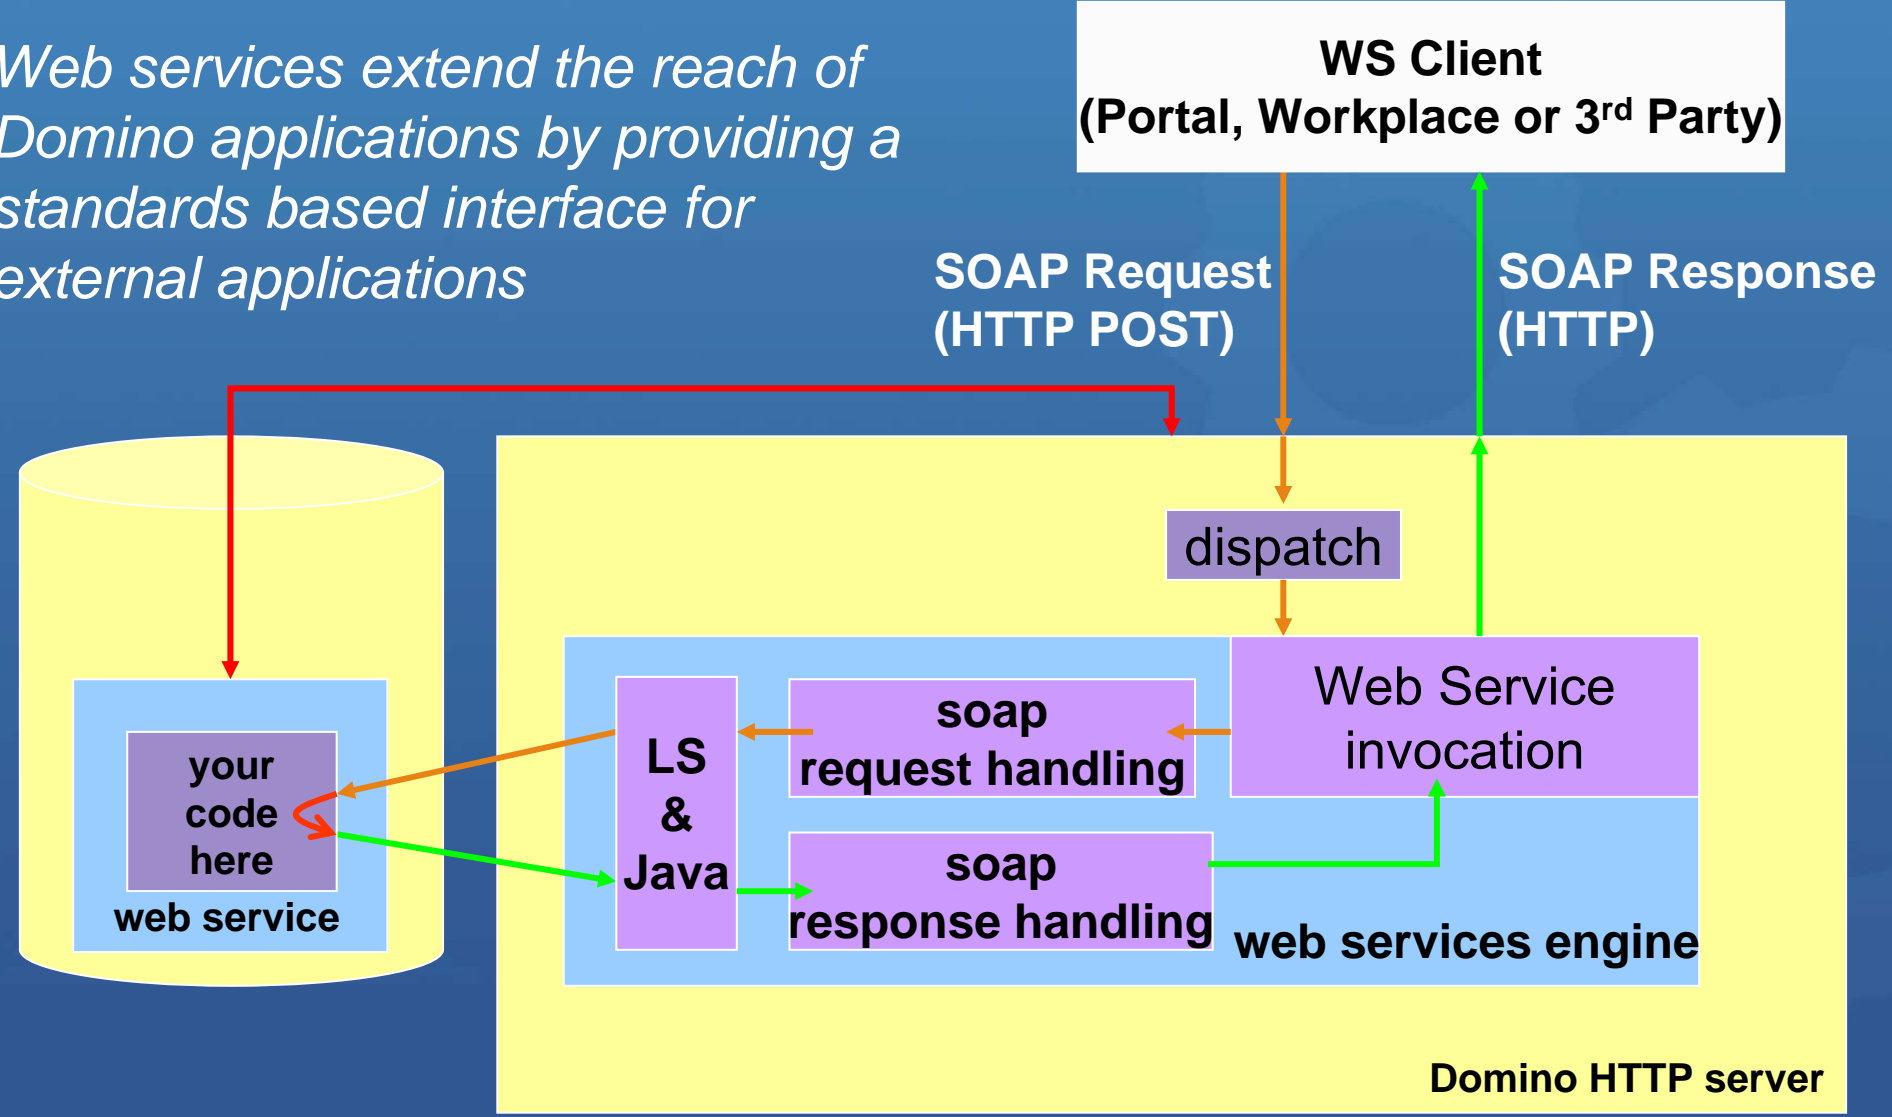 Web services extend the reach of
Domino applications by providing a
standards based interface for
external applications
WS Client
(Portal, Workplace or 3rd Party)
SOAP Request
(HTTP POST)
SOAP Response
(HTTP)
dispatch
Web Service
invocation
soap
request handling
LS
&
Java
soap
response handling
web services engine
your
code
here
web service
Domino HTTP server